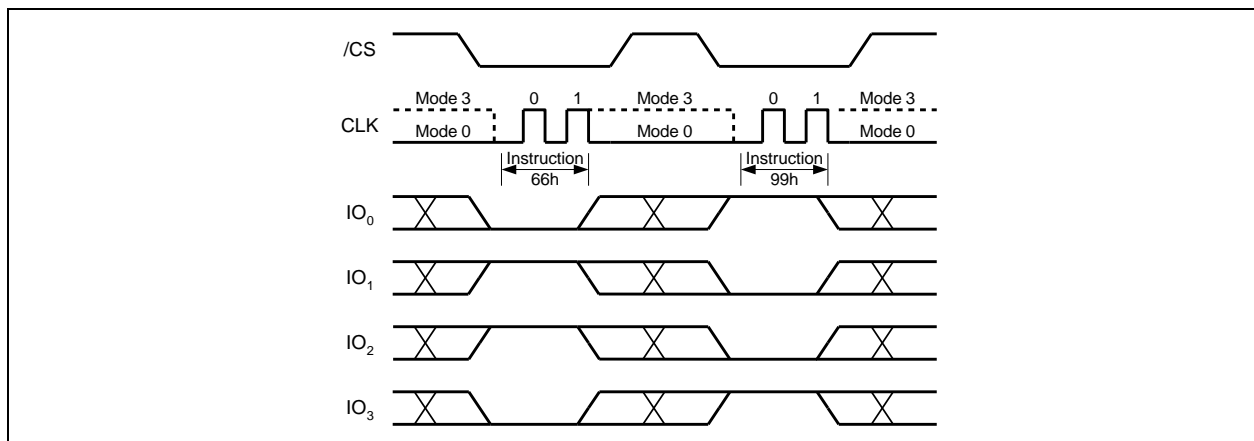 /CS
Mode 3 0 1 Mode 3 0 1 Mode 3
CLK
Mode 0 Mode 0 Mode 0
Instruction Instruction
66h 99h
IO0
IO1
IO2
IO3